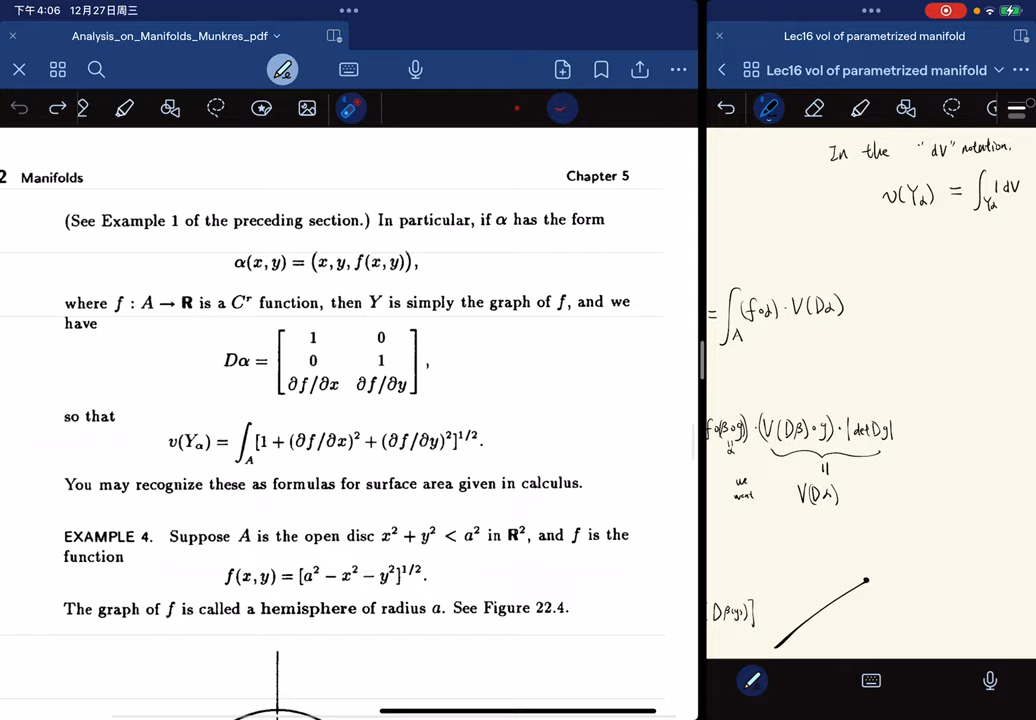 下午4:06 12月27日周三
Analysis_on_Manifolds_Munkres_pdf
Lec16 vol of parametrized manifold
Lec16 vol of parametrized manifold
2 Manifolds Chapter 5
(See Example 1 of the preceding section.) In particular, if α has the form
α(x, y) = (x, y, f(x, y)),
where f : A → R is a Cʳ function, then Y is simply the graph of f, and we
have
Dα = [ 1 0
0 1
∂f/∂x ∂f/∂y ],
so that
v(Yα) = ∫_A [1 + (∂f/∂x)² + (∂f/∂y)²]^{1/2}.
You may recognize these as formulas for surface area given in calculus.
EXAMPLE 4. Suppose A is the open disc x² + y² < a² in R², and f is the
function
f(x, y) = [a² − x² − y²]^{1/2}.
The graph of f is called a hemisphere of radius a. See Figure 22.4.
In the "dV" notation.
v(Yα) = ∫_{Yα} 1 dV
= ∫_A (f∘α) · V(Dα)
f∘(β∘g)) · (V(Dβ)∘g) · |det Dg|
α
we
want
V(Dα)
Dβ(y)]